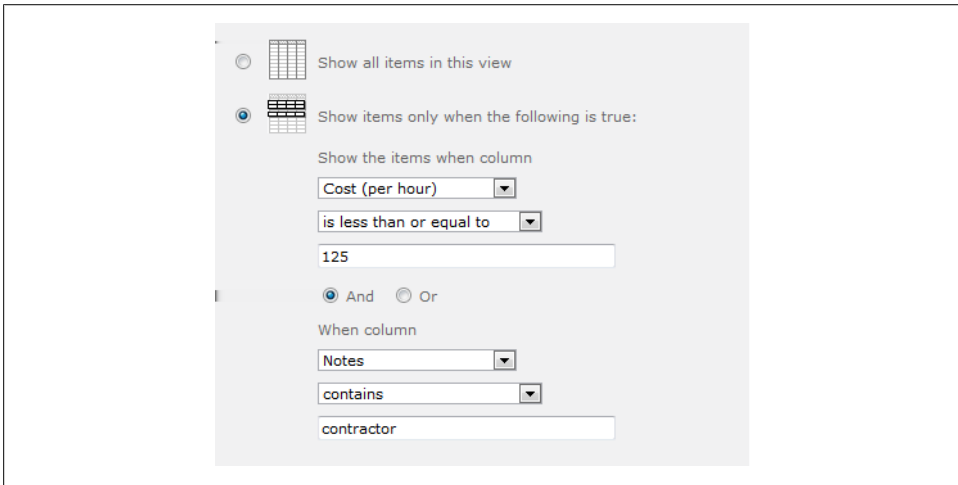 Show all items in this view
Show items only when the following is true:
Show the items when column
Cost (per hour)
is less than or equal to
125
And Or
When column
Notes
contains
contractor